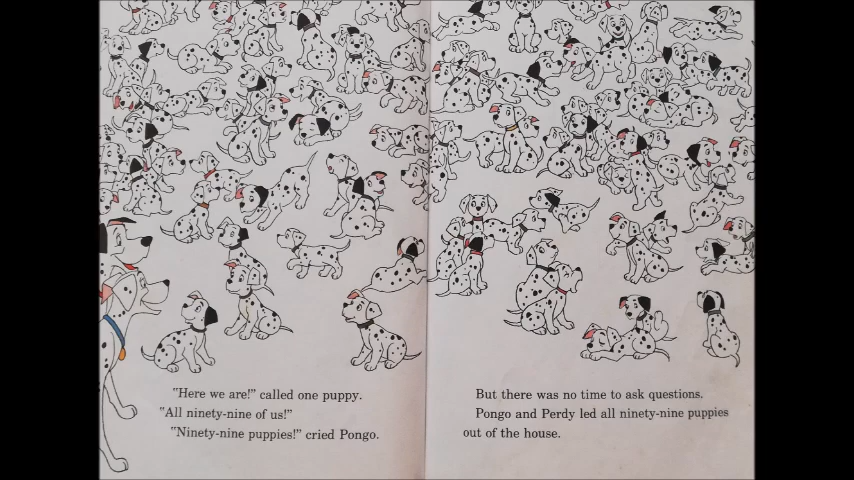 "Here we are!" called one puppy.
"All ninety-nine of us!"
"Ninety-nine puppies!" cried Pongo.
But there was no time to ask questions.
Pongo and Perdy led all ninety-nine puppies
out of the house.